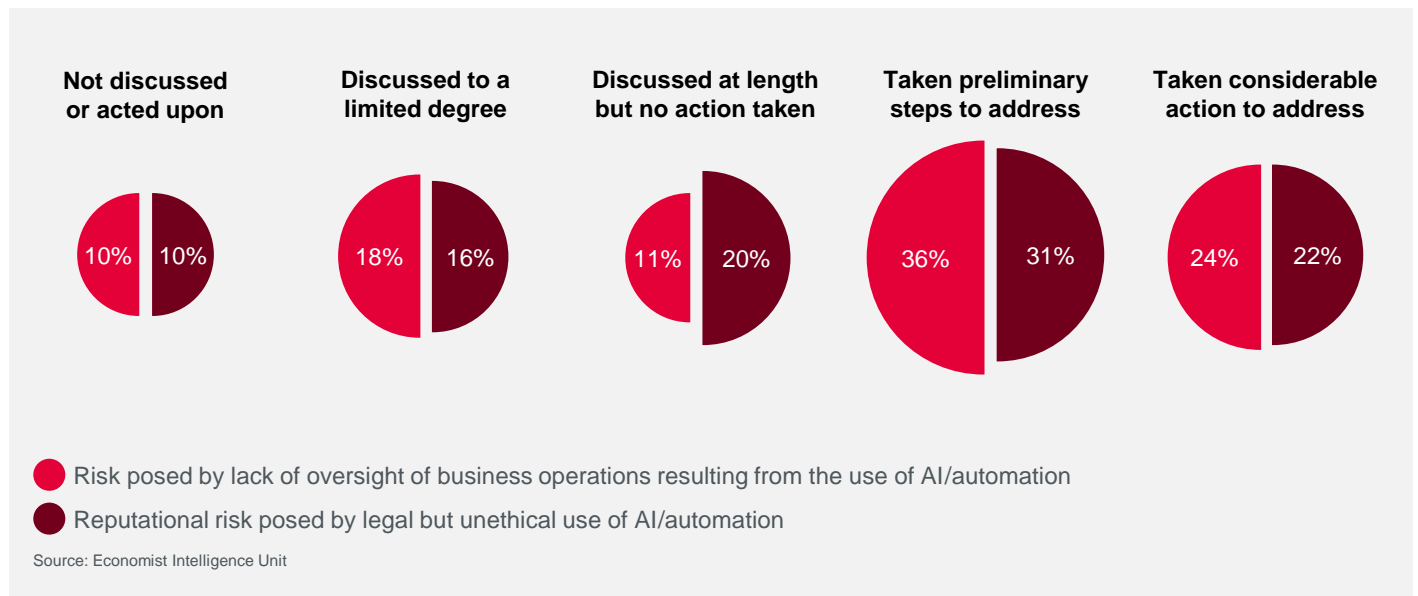 Not discussed
or acted upon
Discussed to a
limited degree
Discussed at length
but no action taken
Taken preliminary
steps to address
Taken considerable
action to address
10%
10%
18%
16%
11%
20%
36%
31%
24%
22%
Risk posed by lack of oversight of business operations resulting from the use of AI/automation
Reputational risk posed by legal but unethical use of AI/automation
Source: Economist Intelligence Unit